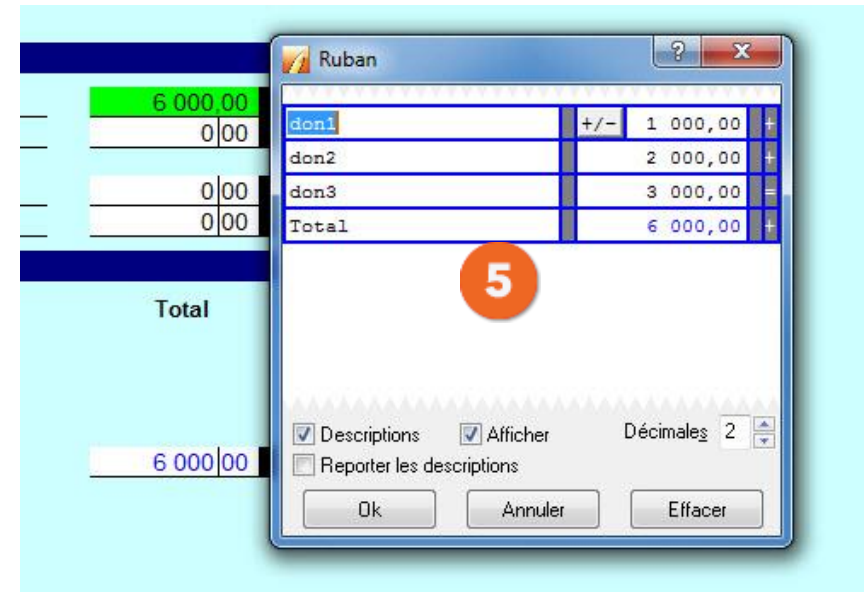 Ruban
? X
6 000,00
0 00
0 00
0 00
don1 +/- 1 000,00 +
don2 2 000,00 +
don3 3 000,00 =
Total 6 000,00 +
5
Total
6 000 00
Descriptions Afficher Décimales 2
Reporter les descriptions
Ok Annuler Effacer